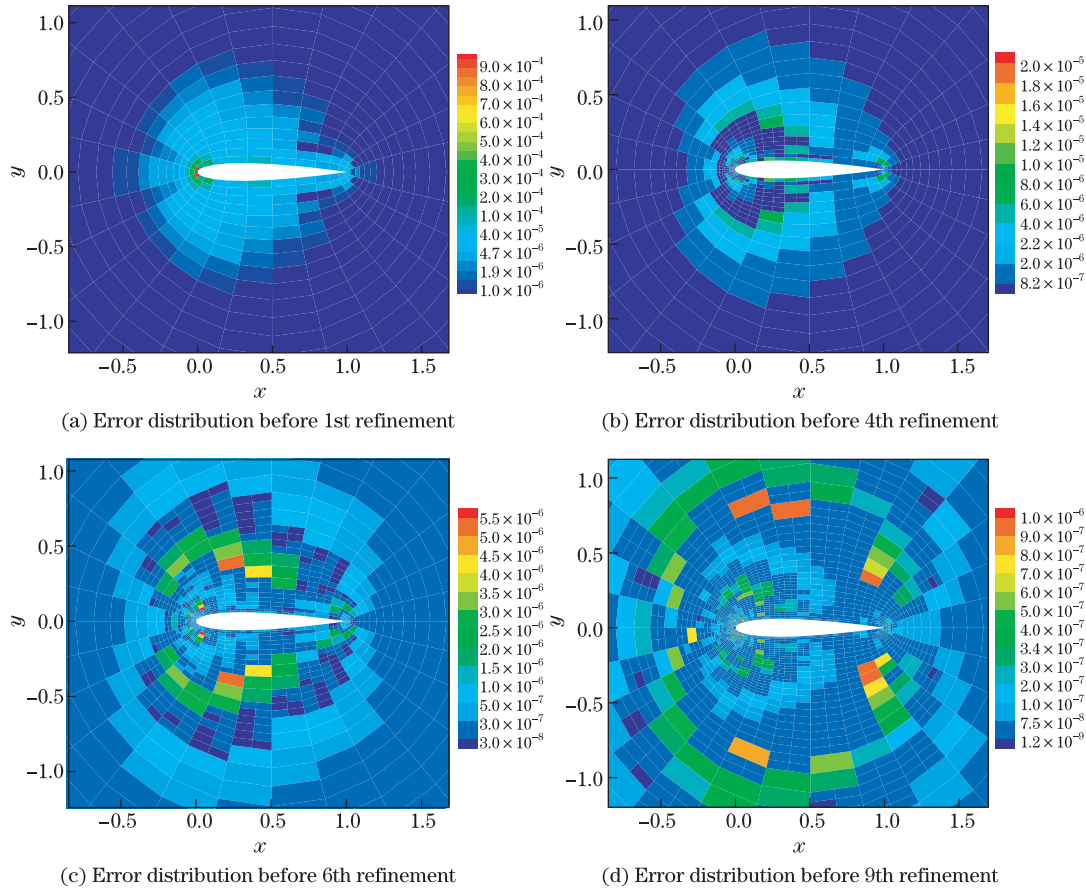 1.0
0.5
0.0
−0.5
−1.0
y
−0.5 0.0 0.5 1.0 1.5
x
9.0 × 10⁻⁴
8.0 × 10⁻⁴
7.0 × 10⁻⁴
6.0 × 10⁻⁴
5.0 × 10⁻⁴
4.0 × 10⁻⁴
3.0 × 10⁻⁴
2.0 × 10⁻⁴
1.0 × 10⁻⁴
4.0 × 10⁻⁵
4.7 × 10⁻⁶
1.9 × 10⁻⁶
1.0 × 10⁻⁶
(a) Error distribution before 1st refinement
1.0
0.5
0.0
−0.5
−1.0
y
−0.5 0.0 0.5 1.0 1.5
x
2.0 × 10⁻⁵
1.8 × 10⁻⁵
1.6 × 10⁻⁵
1.4 × 10⁻⁵
1.2 × 10⁻⁵
1.0 × 10⁻⁵
8.0 × 10⁻⁶
6.0 × 10⁻⁶
4.0 × 10⁻⁶
2.2 × 10⁻⁶
2.0 × 10⁻⁶
8.2 × 10⁻⁷
(b) Error distribution before 4th refinement
1.0
0.5
0.0
−0.5
−1.0
y
−0.5 0.0 0.5 1.0 1.5
x
5.5 × 10⁻⁶
5.0 × 10⁻⁶
4.5 × 10⁻⁶
4.0 × 10⁻⁶
3.5 × 10⁻⁶
3.0 × 10⁻⁶
2.5 × 10⁻⁶
2.0 × 10⁻⁶
1.5 × 10⁻⁶
1.0 × 10⁻⁶
5.0 × 10⁻⁷
3.0 × 10⁻⁷
3.0 × 10⁻⁸
(c) Error distribution before 6th refinement
1.0
0.5
0.0
−0.5
−1.0
y
−0.5 0.0 0.5 1.0 1.5
x
1.0 × 10⁻⁶
9.0 × 10⁻⁷
8.0 × 10⁻⁷
7.0 × 10⁻⁷
6.0 × 10⁻⁷
5.0 × 10⁻⁷
4.0 × 10⁻⁷
3.4 × 10⁻⁷
3.0 × 10⁻⁷
2.0 × 10⁻⁷
1.0 × 10⁻⁷
7.5 × 10⁻⁸
1.2 × 10⁻⁹
(d) Error distribution before 9th refinement